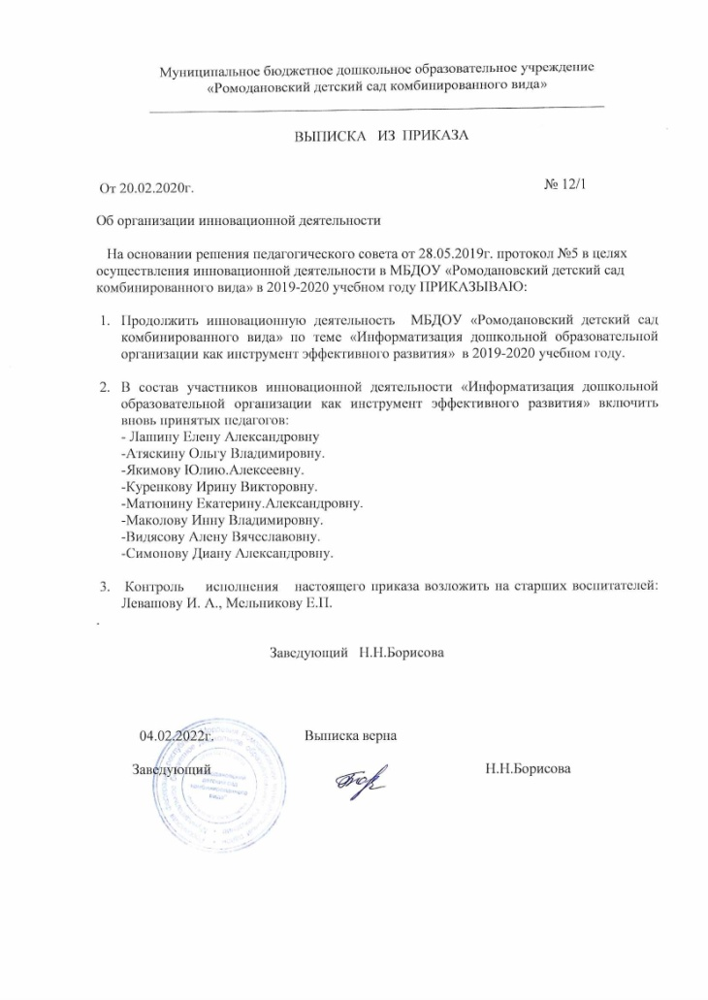 Муниципальное бюджетное дошкольное образовательное учреждение
«Ромодановский детский сад комбинированного вида»
ВЫПИСКА ИЗ ПРИКАЗА
От 20.02.2020г. № 12/1
Об организации инновационной деятельности
На основании решения педагогического совета от 28.05.2019г. протокол №5 в целях
осуществления инновационной деятельности в МБДОУ «Ромодановский детский сад
комбинированного вида» в 2019-2020 учебном году ПРИКАЗЫВАЮ:
1. Продолжить инновационную деятельность МБДОУ «Ромодановский детский сад
комбинированного вида» по теме «Информатизация дошкольной образовательной
организации как инструмент эффективного развития» в 2019-2020 учебном году.
2. В состав участников инновационной деятельности «Информатизация дошкольной
образовательной организации как инструмент эффективного развития» включить
вновь принятых педагогов:
- Лапину Елену Александровну
-Атяскину Ольгу Владимировну.
-Якимову Юлию.Алексеевну.
-Куренкову Ирину Викторовну.
-Матюнину Екатерину.Александровну.
-Маколову Инну Владимировну.
-Видясову Алену Вячеславовну.
-Симонову Диану Александровну.
3. Контроль исполнения настоящего приказа возложить на старших воспитателей:
Левашову И. А., Мельникову Е.П.
.
Заведующий Н.Н.Борисова
04.02.2022г. Выписка верна
Заведующий Н.Н.Борисова